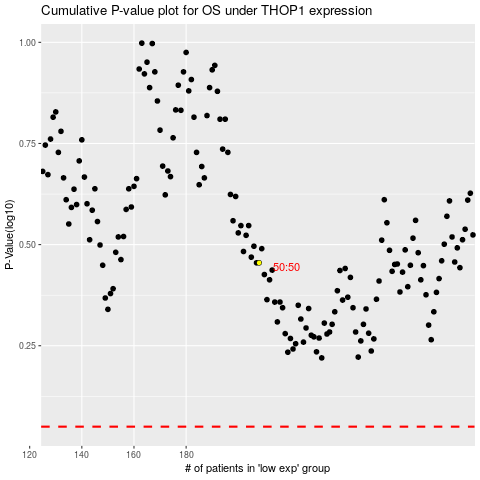 Cumulative P-value plot for OS under THOP1 expression
P-Value(log10)
1.00
0.75
0.50
0.25
50:50
120 140 160 180
# of patients in 'low exp' group